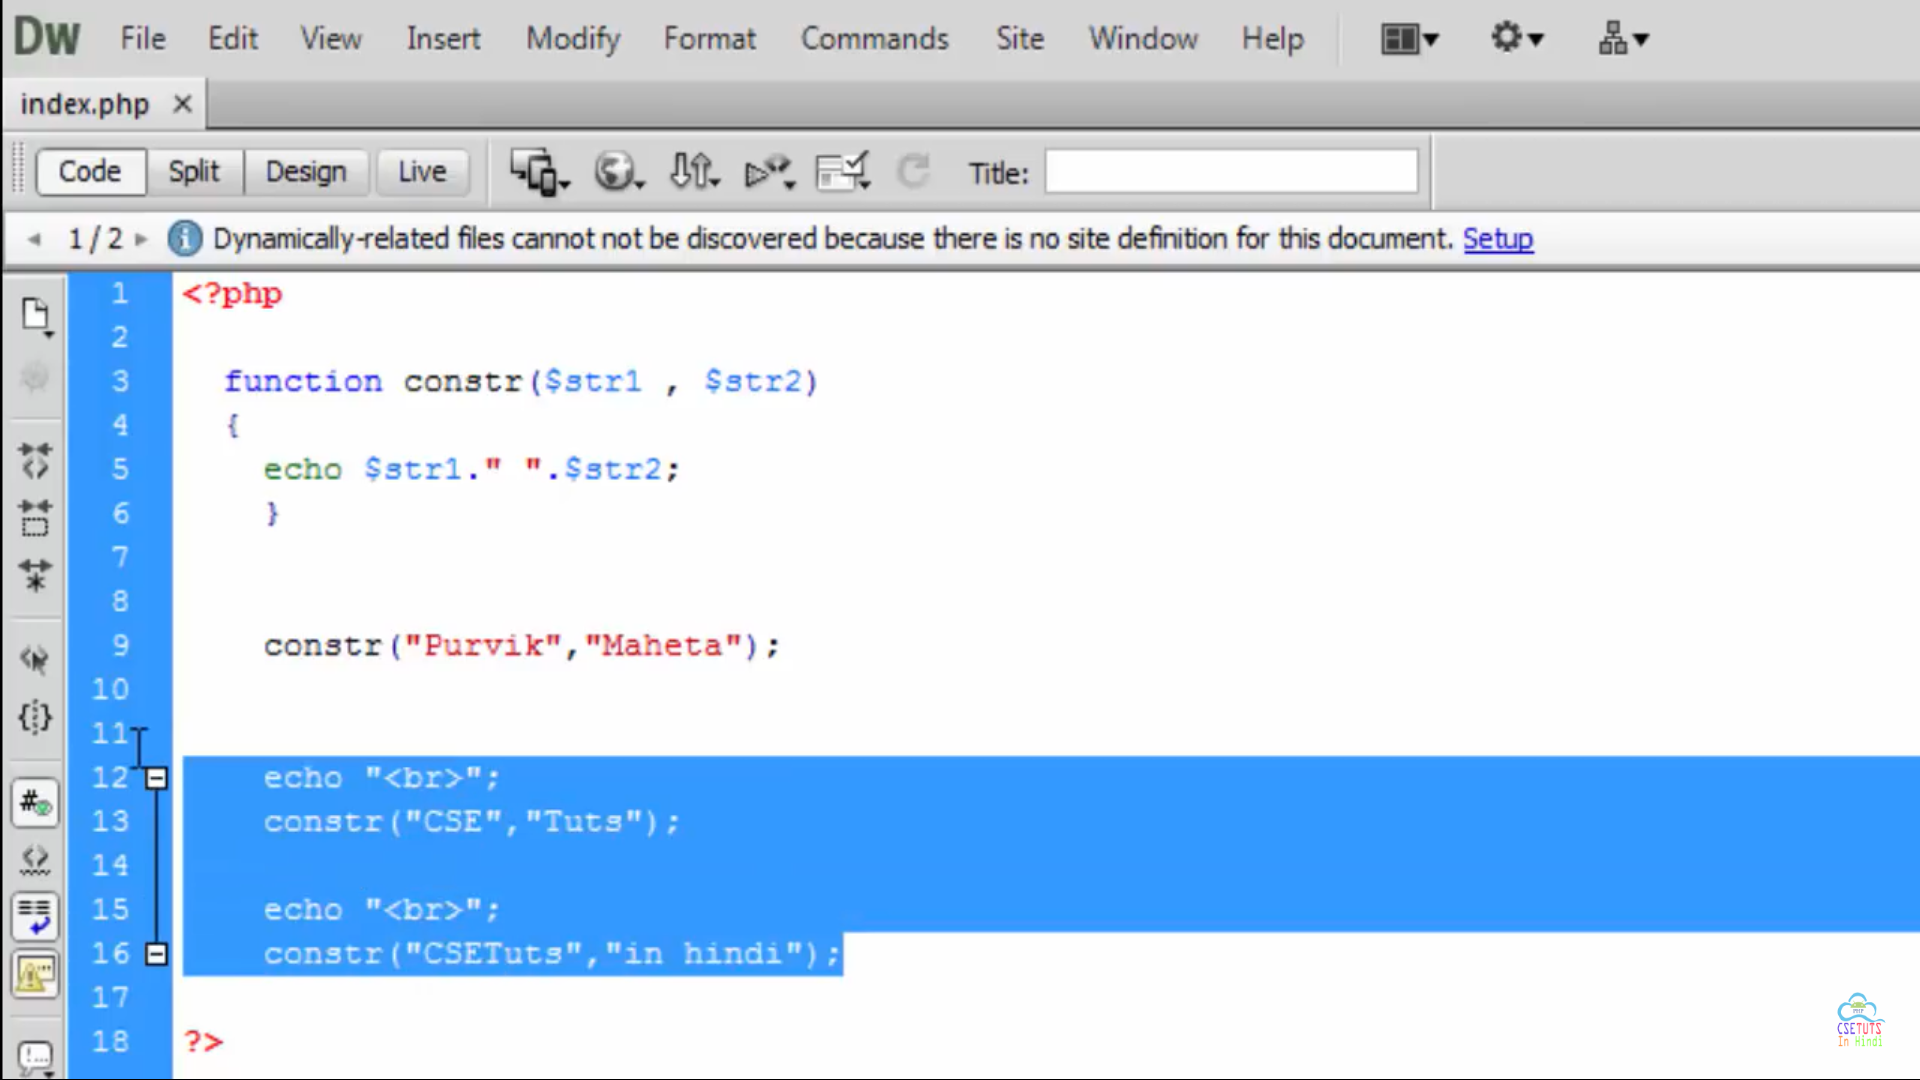 Dw File Edit View Insert Modify Format Commands Site Window Help
index.php
Code Split Design Live Title:
1 / 2 Dynamically-related files cannot not be discovered because there is no site definition for this document. Setup
1 <?php
2
3 function constr($str1 , $str2)
4 {
5 echo $str1." ".$str2;
6 }
7
8
9 constr("Purvik","Maheta");
10
11
12 echo "<br>";
13 constr("CSE","Tuts");
14
15 echo "<br>";
16 constr("CSETuts","in hindi");
17
18 ?>
CSETUTS
In Hindi